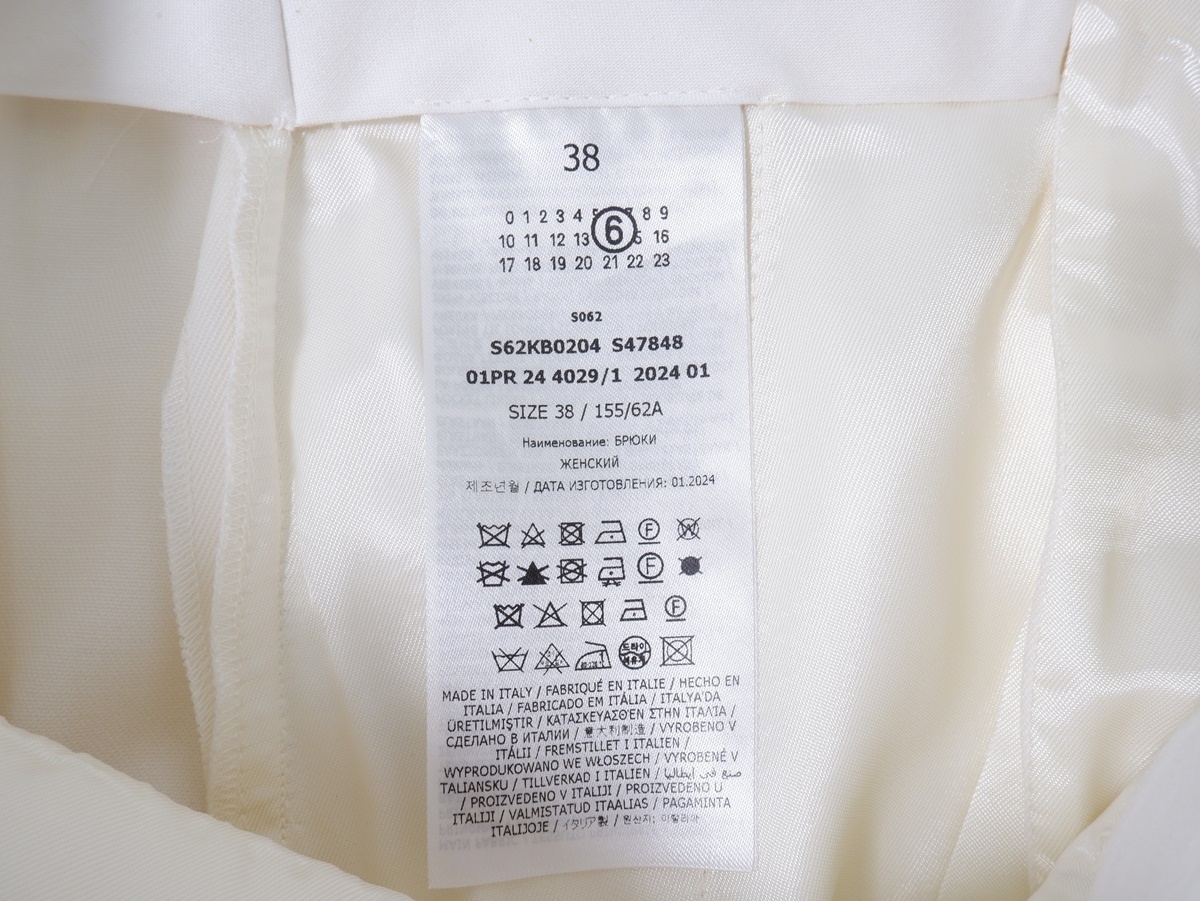 38
0 1 2 3 4 8 9
10 11 12 13 6 16
17 18 19 20 21 22 23
S062
S62KB0204 S47848
01PR 24 4029/1 2024 01
SIZE 38 / 155/62A
Наименование: БРЮКИ
ЖЕНСКИЙ
제조년월 / ДАТА ИЗГОТОВЛЕНИЯ: 01.2024
F W
F
F
드라이
MADE IN ITALY / FABRIQUÉ EN ITALIE / HECHO EN
ITALIA / FABRICADO EM ITÁLIA / ITALYA'DA
ÜRETILMIŞTIR / ΚΑΤΑΣΚΕΥΑΣΘΕΝ ΣΤΗΝ ΙΤΑΛΙΑ /
СДЕЛАНО В ИТАЛИИ / 意大利制造 / VYROBENO V
ITÁLII / FREMSTILLET I ITALIEN /
WYPRODUKOWANO WE WŁOSZECH / VYROBENÉ V
TALIANSKU / TILLVERKAD I ITALIEN / صنع في إيطاليا
/ PROIZVEDENO V ITALIJI / PROIZVEDENO U
ITALIJI / VALMISTATUD ITAALIAS / PAGAMINTA
ITALIJOJE / イタリア製 / 원산지: 이탈리아